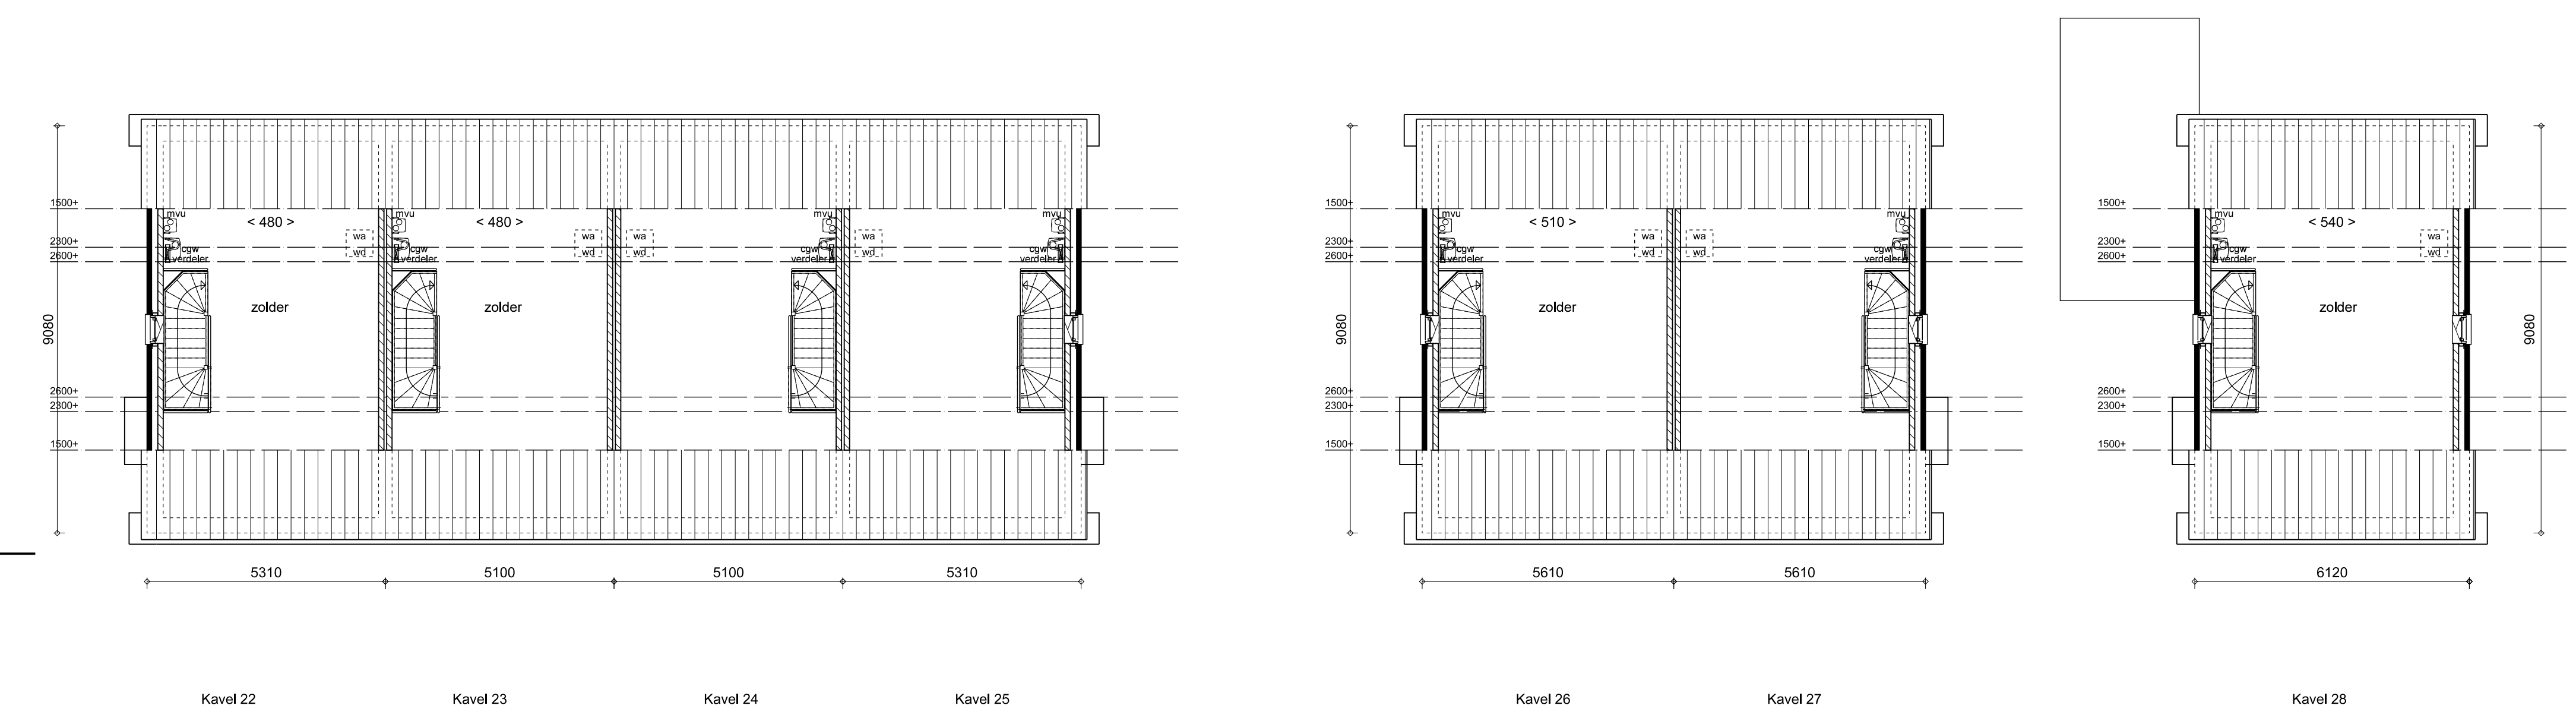 1500+
2300+
2600+
9080
2600+
2300+
1500+
mvu
< 480 >
wa
wd
cgw
verdeler
zolder
mvu
< 480 >
wa
wd
cgw
verdeler
zolder
wa
wd
mvu
cgw
verdeler
wa
wd
mvu
cgw
verdeler
5310
5100
5100
5310
Kavel 22
Kavel 23
Kavel 24
Kavel 25
1500+
2300+
2600+
9080
2600+
2300+
1500+
mvu
< 510 >
wa
wd
cgw
verdeler
zolder
wa
wd
mvu
cgw
verdeler
5610
5610
Kavel 26
Kavel 27
1500+
2300+
2600+
2600+
2300+
1500+
mvu
< 540 >
wa
wd
cgw
verdeler
zolder
9080
6120
Kavel 28